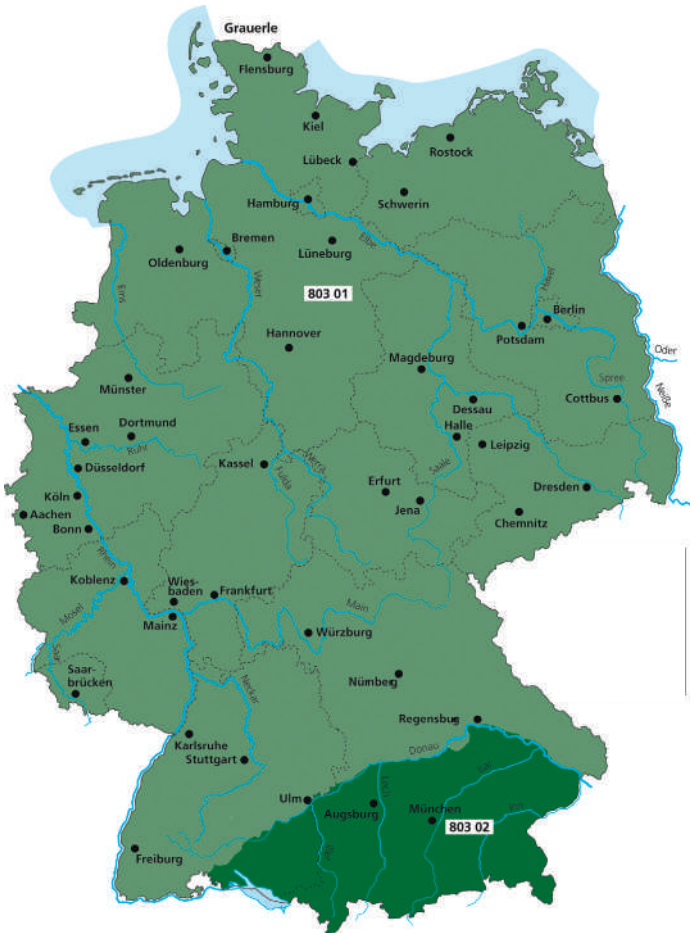 Grauerle
Flensburg
Kiel
Lübeck
Rostock
Hamburg
Schwerin
Elbe
Bremen
Oldenburg
Lüneburg
Weser
Ems
803 01
Havel
Berlin
Potsdam
Hannover
Oder
Magdeburg
Münster
Spree
Neiße
Dessau
Cottbus
Essen
Dortmund
Ruhr
Halle
Leipzig
Düsseldorf
Kassel
Werra
Fulda
Saale
Erfurt
Jena
Dresden
Köln
Aachen
Bonn
Chemnitz
Rhein
Koblenz
Wies-
baden
Frankfurt
Mosel
Mainz
Main
Würzburg
Saar
Saar-
brücken
Neckar
Nürnberg
Regensbug
Karlsruhe
Stuttgart
Donau
Ulm
Lech
Isar
Augsburg
München
Inn
803 02
Iller
Freiburg